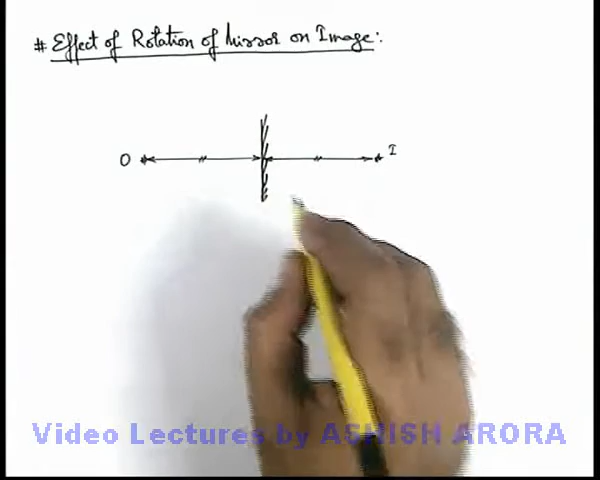 # Effect of Rotation of Mirror on Image:
O I
Video Lectures by ASHISH ARORA